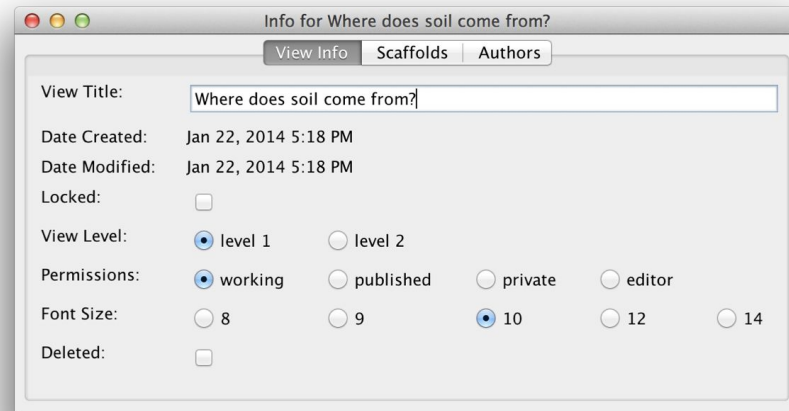 Info for Where does soil come from?
View Info Scaffolds Authors
View Title: Where does soil come from?
Date Created: Jan 22, 2014 5:18 PM
Date Modified: Jan 22, 2014 5:18 PM
Locked:
View Level: level 1 level 2
Permissions: working published private editor
Font Size: 8 9 10 12 14
Deleted: